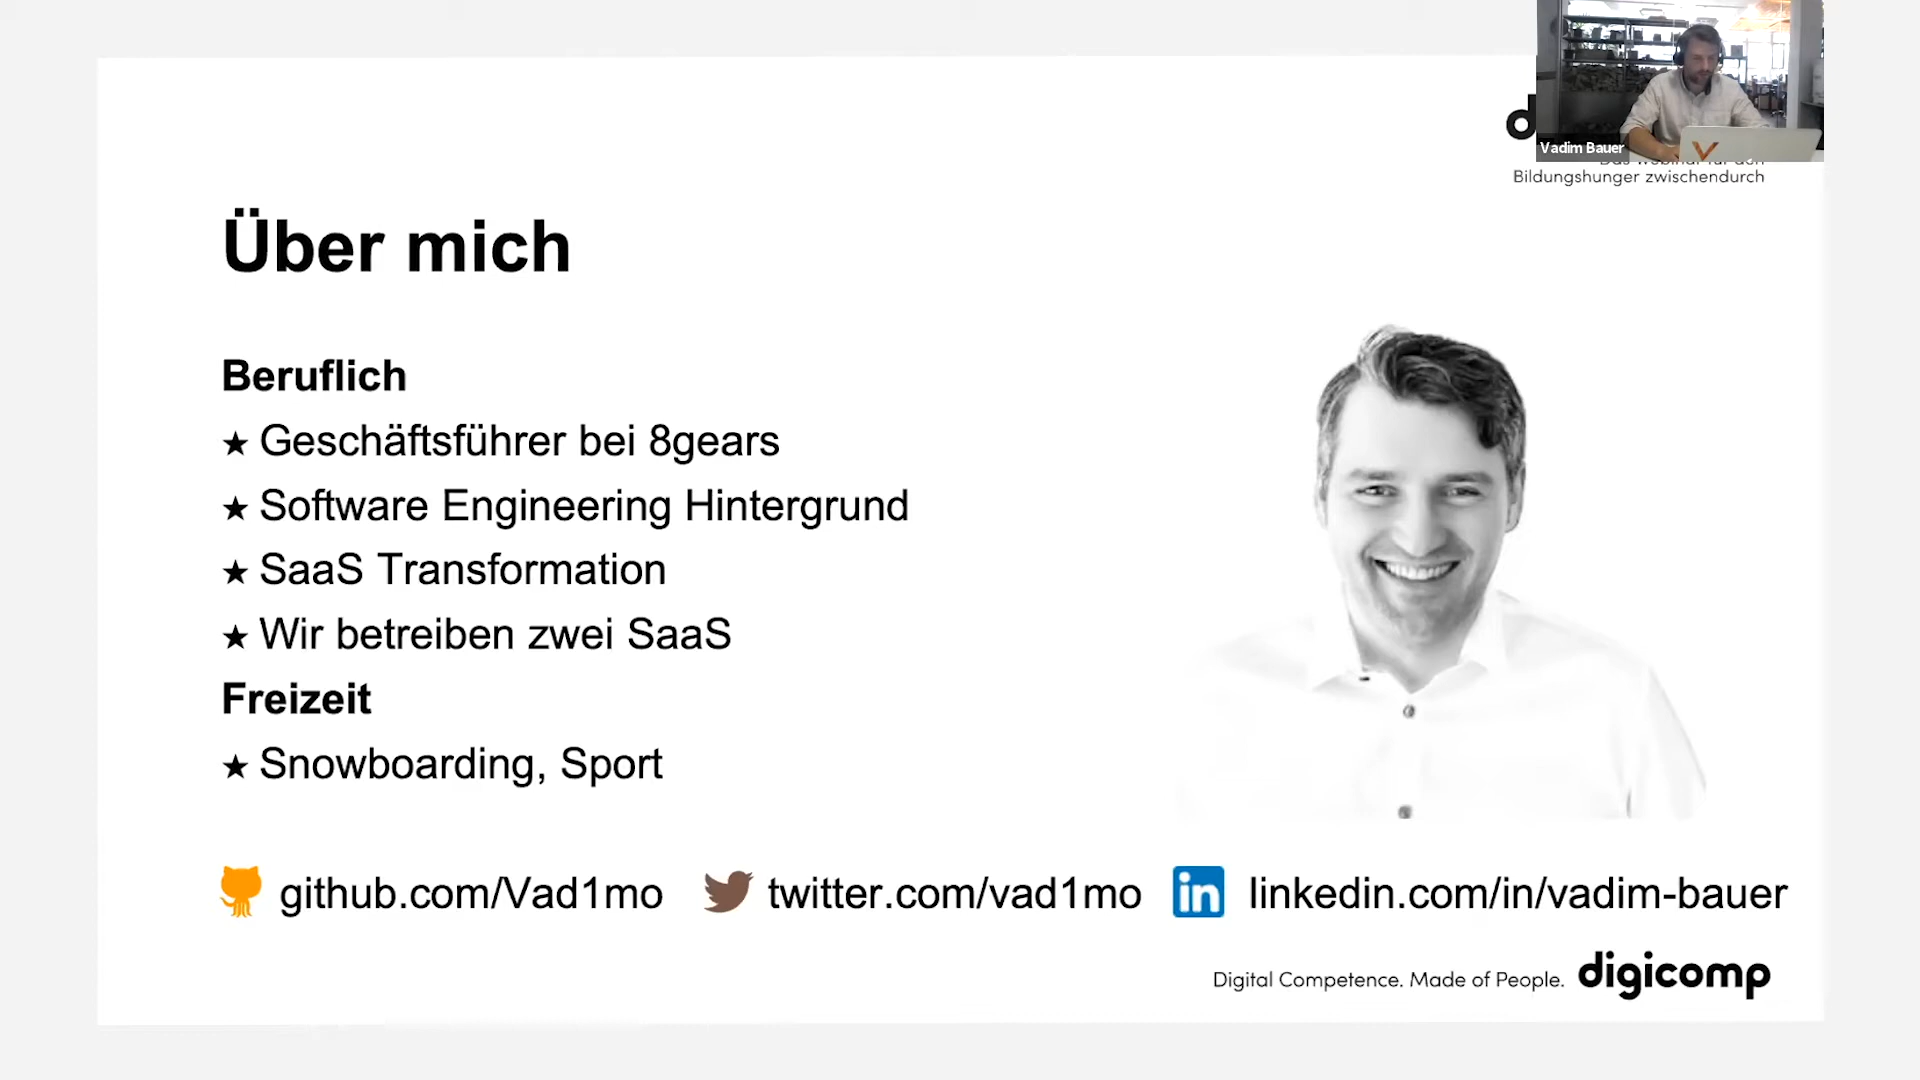 Vadim Bauer
Bildungshunger zwischendurch
Über mich
Beruflich
★ Geschäftsführer bei 8gears
★ Software Engineering Hintergrund
★ SaaS Transformation
★ Wir betreiben zwei SaaS
Freizeit
★ Snowboarding, Sport
github.com/Vad1mo twitter.com/vad1mo in linkedin.com/in/vadim-bauer
Digital Competence. Made of People. digicomp